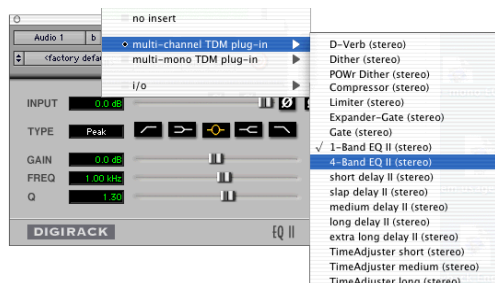 no insert
Audio 1 b
multi-channel TDM plug-in
multi-mono TDM plug-in
i/o
<factory defa
INPUT 0.0 dB Ø
TYPE Peak
GAIN 0.0 dB
FREQ 1.00 kHz
Q 1.30
DIGIRACK EQ II
D-Verb (stereo)
Dither (stereo)
POWr Dither (stereo)
Compressor (stereo)
Limiter (stereo)
Expander-Gate (stereo)
Gate (stereo)
√ 1-Band EQ II (stereo)
4-Band EQ II (stereo)
short delay II (stereo)
slap delay II (stereo)
medium delay II (stereo)
long delay II (stereo)
extra long delay II (stereo)
TimeAdjuster short (stereo)
TimeAdjuster medium (stereo)
TimeAdjuster long (stereo)